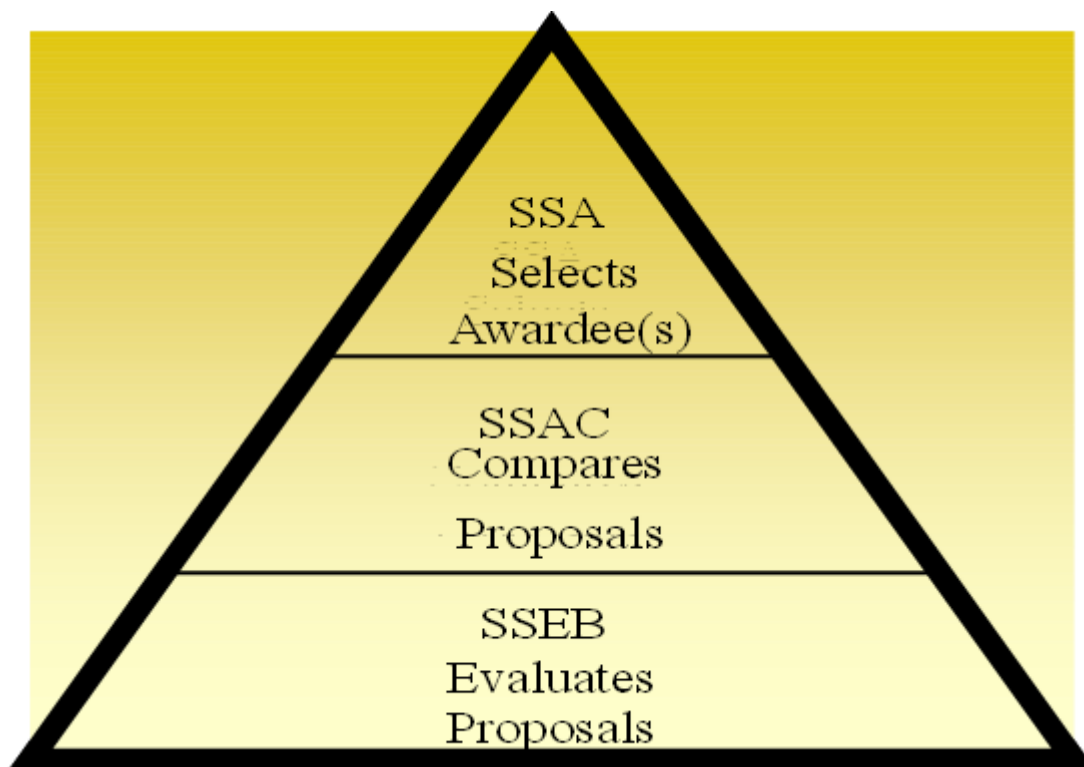 SSA
Selects
Awardee(s)
SSAC
Compares
Proposals
SSEB
Evaluates
Proposals